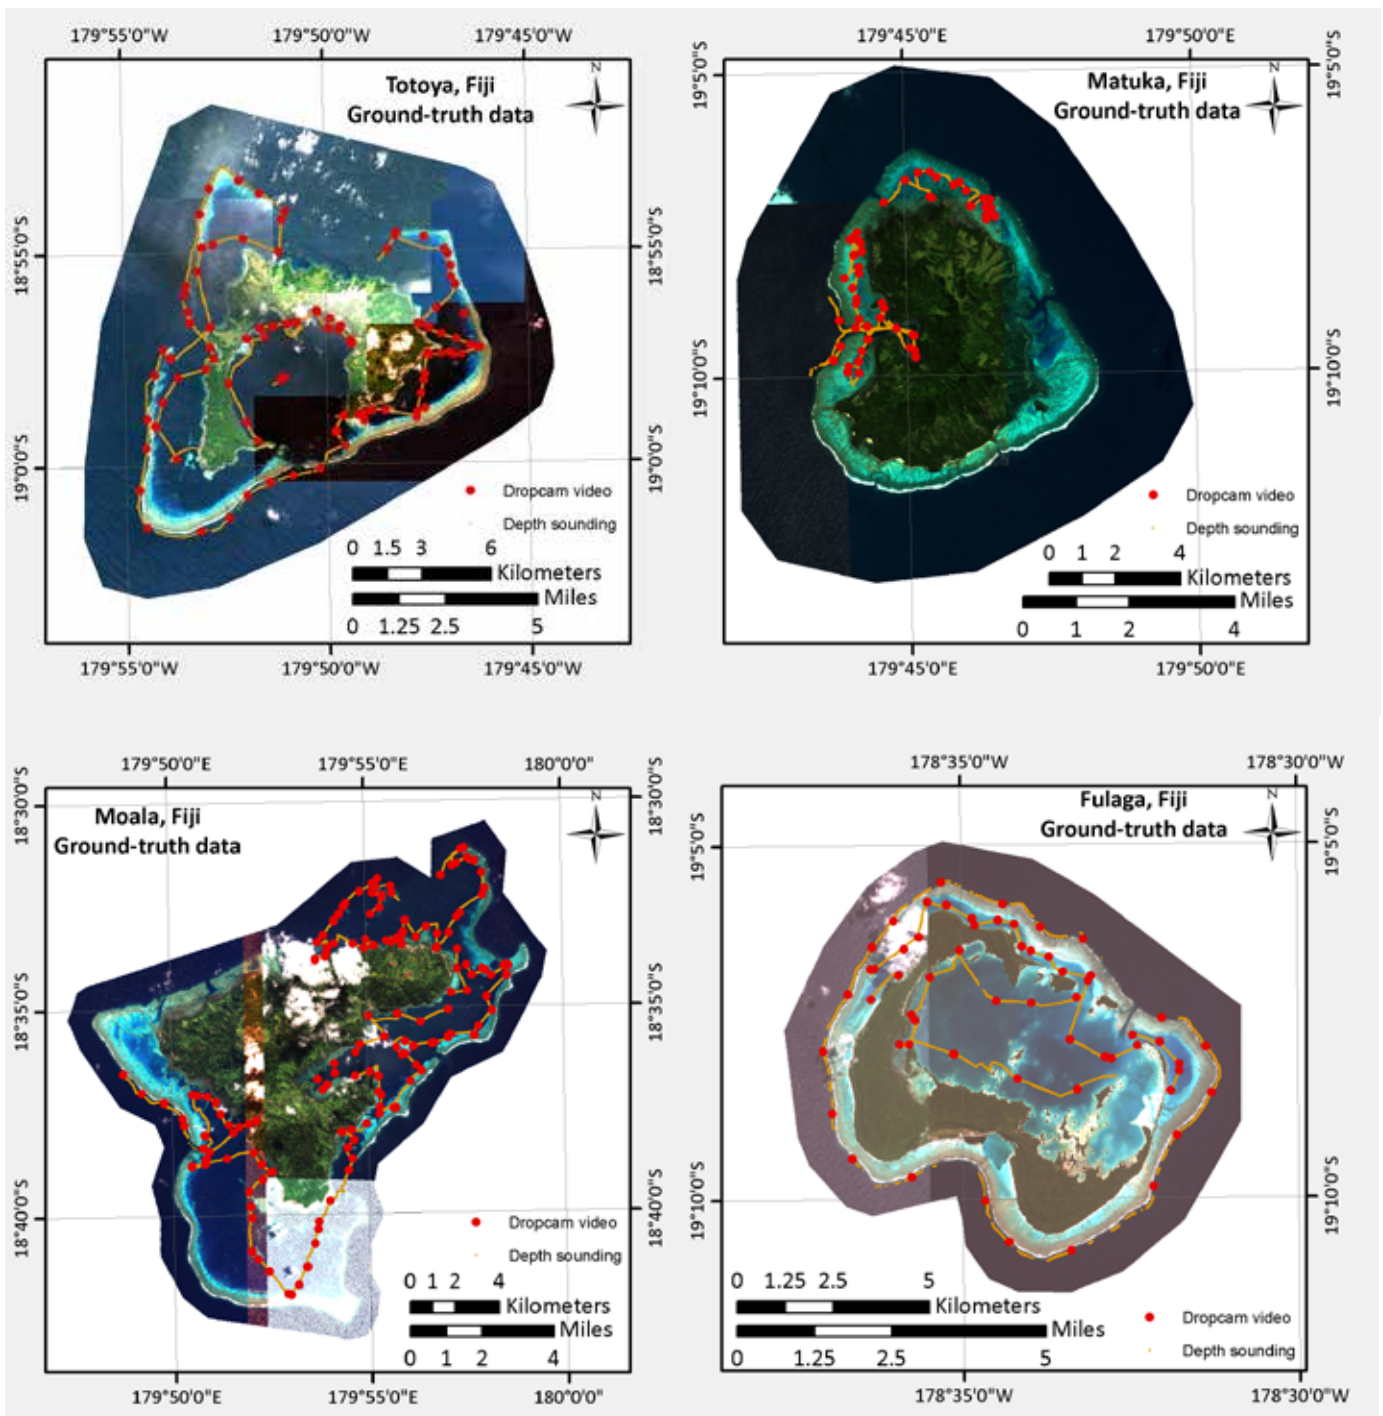 179°55'0"W 179°50'0"W 179°45'0"W
Totoya, Fiji
Ground-truth data
N
18°55'0"S
18°55'0"S
19°0'0"S
19°0'0"S
Dropcam video
Depth sounding
0 1.5 3 6
Kilometers
Miles
0 1.25 2.5 5
179°55'0"W 179°50'0"W 179°45'0"W
179°45'0"E 179°50'0"E
Matuka, Fiji
Ground-truth data
N
19°5'0"S
19°5'0"S
19°10'0"S
19°10'0"S
Dropcam video
Depth sounding
0 1 2 4
Kilometers
Miles
0 1 2 4
179°45'0"E 179°50'0"E
179°50'0"E 179°55'0"E 180°0'0"
Moala, Fiji
Ground-truth data
N
18°30'0"S
18°30'0"S
18°35'0"S
18°35'0"S
18°40'0"S
18°40'0"S
Dropcam video
Depth sounding
0 1 2 4
Kilometers
Miles
0 1 2 4
179°50'0"E 179°55'0"E 180°0'0"
178°35'0"W 178°30'0"W
Fulaga, Fiji
Ground-truth data
N
19°5'0"S
19°5'0"S
19°10'0"S
19°10'0"S
0 1.25 2.5 5
Kilometers
Miles
0 1.25 2.5 5
Dropcam video
Depth sounding
178°35'0"W 178°30'0"W